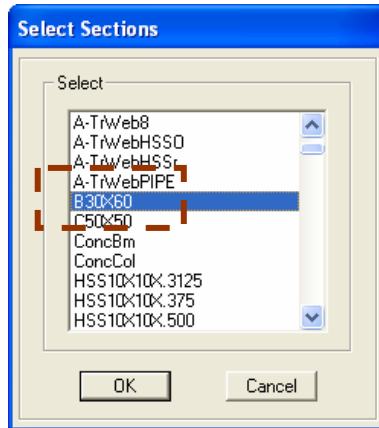 Select Sections
Select
A-TrWeb8
A-TrWebHSSO
A-TrWebHSSr
A-TrWebPIPE
B30X60
C50X50
ConcBm
ConcCol
HSS10X10X.3125
HSS10X10X.375
HSS10X10X.500
OK
Cancel